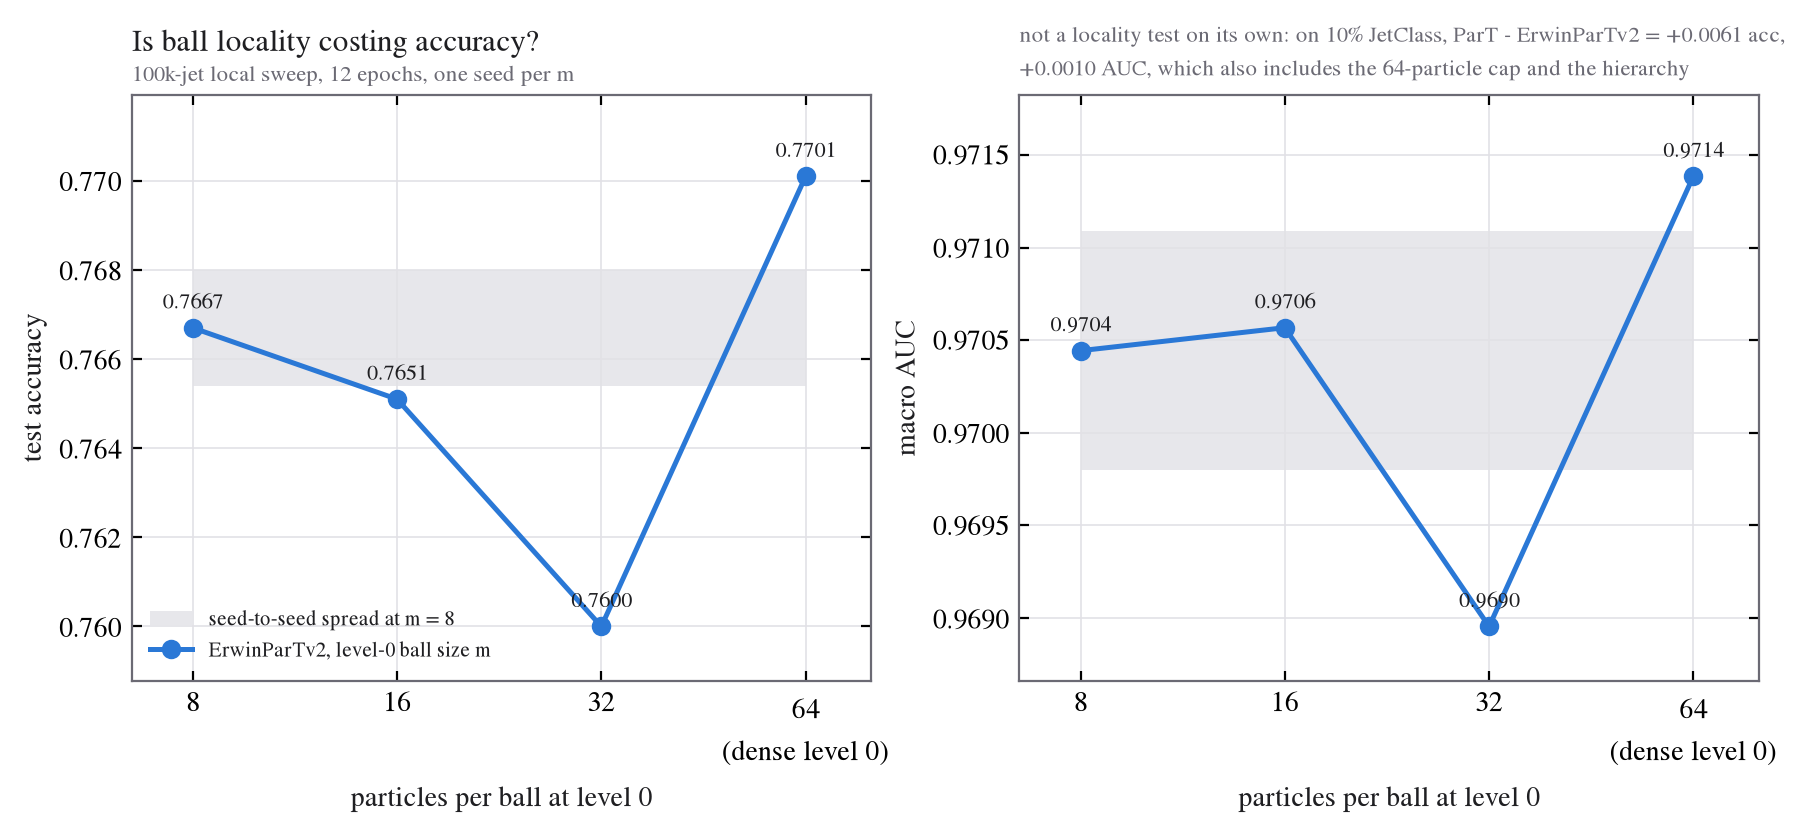 Is ball locality costing accuracy?
100k-jet local sweep, 12 epochs, one seed per m
test accuracy
0.770
0.768
0.766
0.764
0.762
0.760
0.7667
0.7651
0.7600
0.7701
seed-to-seed spread at m = 8
ErwinParTv2, level-0 ball size m
8
16
32
64
(dense level 0)
particles per ball at level 0
not a locality test on its own: on 10% JetClass, ParT - ErwinParTv2 = +0.0061 acc,
+0.0010 AUC, which also includes the 64-particle cap and the hierarchy
macro AUC
0.9715
0.9710
0.9705
0.9700
0.9695
0.9690
0.9704
0.9706
0.9690
0.9714
8
16
32
64
(dense level 0)
particles per ball at level 0